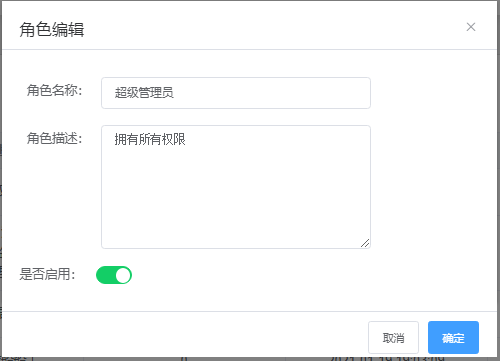 角色编辑
角色名称：
超级管理员
角色描述：
拥有所有权限
是否启用：
取消
确定